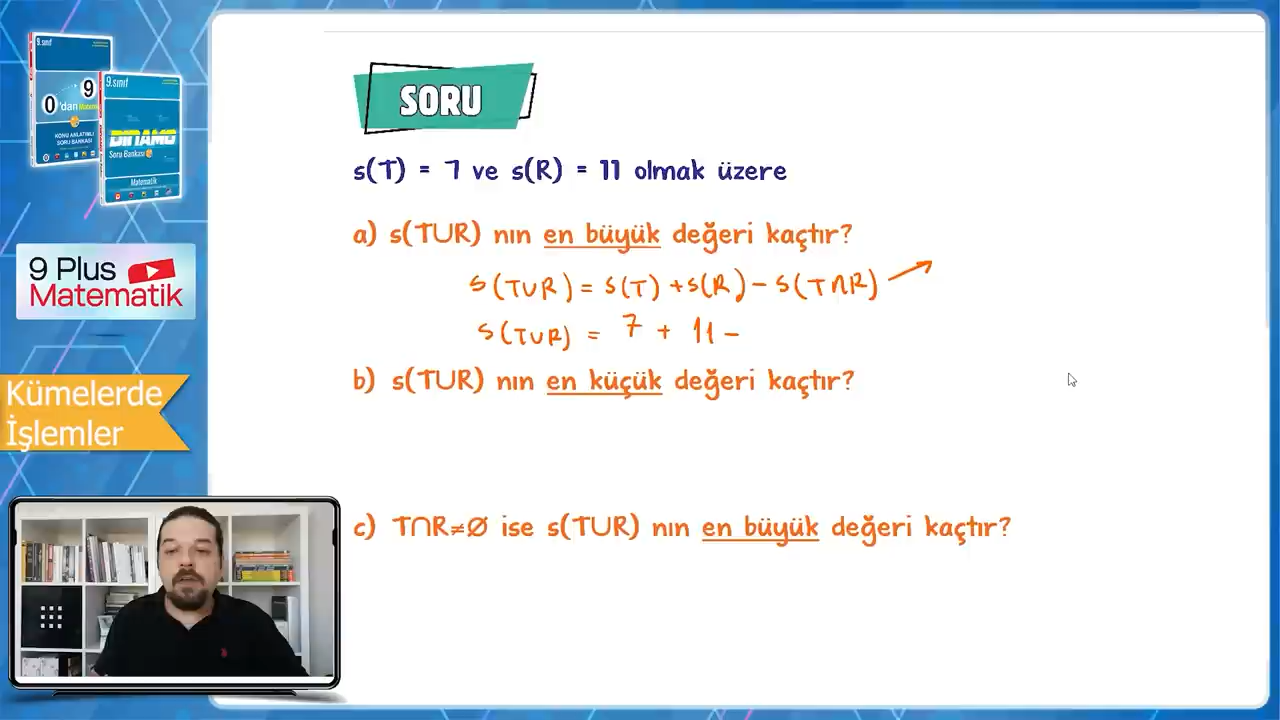 9.sınıf
0'dan 9
KONU ANLATIMLI
SORU BANKASI
9.sınıf
DİNAMO
Soru Bankası
Matematik
9 Plus
Matematik
Kümelerde
İşlemler
SORU
s(T) = 7 ve s(R) = 11 olmak üzere
a) s(TUR) nın en büyük değeri kaçtır?
s(TUR) = s(T) + s(R) - s(T∩R)
s(TUR) = 7 + 11 -
b) s(TUR) nın en küçük değeri kaçtır?
c) T∩R≠Ø ise s(TUR) nın en büyük değeri kaçtır?